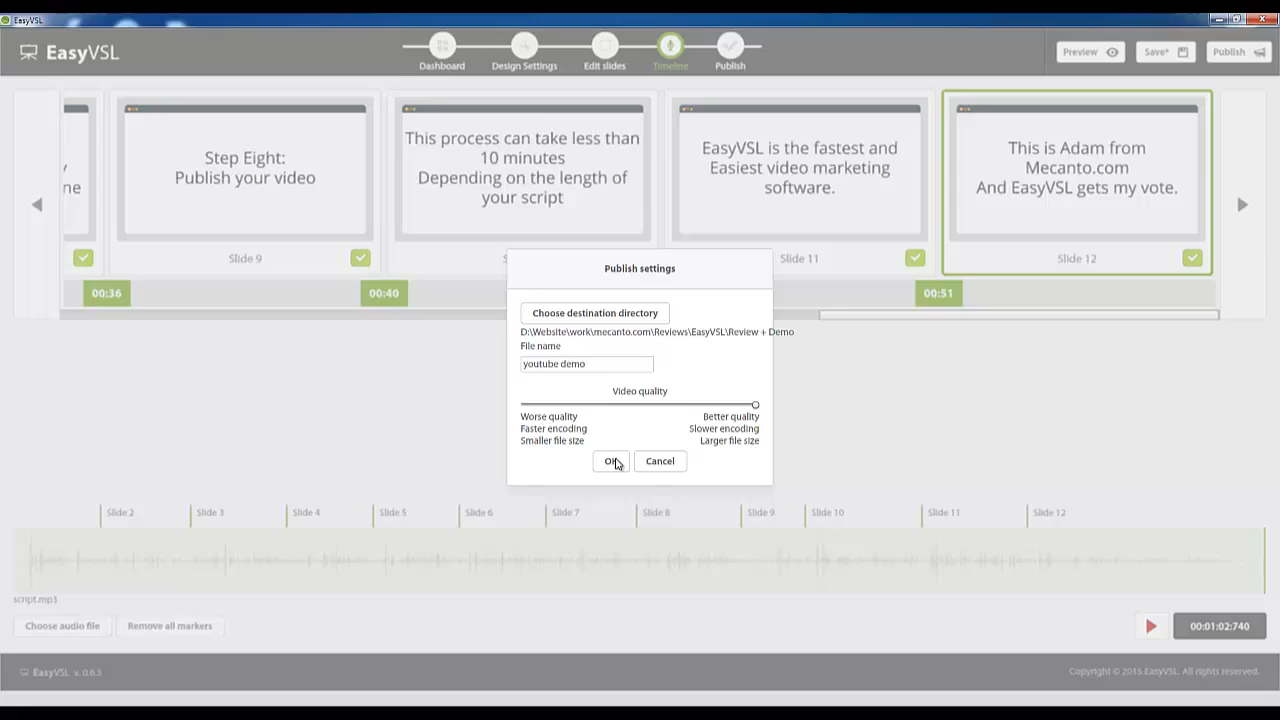 EasyVSL
EasyVSL
Dashboard
Design Settings
Edit slides
Timeline
Publish
Preview
Save*
Publish
ne
Step Eight:
Publish your video
This process can take less than
10 minutes
Depending on the length of
your script
EasyVSL is the fastest and
Easiest video marketing
software.
This is Adam from
Mecanto.com
And EasyVSL gets my vote.
Slide 9
Slide 11
Slide 12
00:36
00:40
00:51
Publish settings
Choose destination directory
D:\Website\work\mecanto.com\Reviews\EasyVSL\Review + Demo
File name
youtube demo
Video quality
Worse quality
Faster encoding
Smaller file size
Better quality
Slower encoding
Larger file size
OK
Cancel
Slide 2
Slide 3
Slide 4
Slide 5
Slide 6
Slide 7
Slide 8
Slide 9
Slide 10
Slide 11
Slide 12
script.mp3
Choose audio file
Remove all markers
00:01:02:740
EasyVSL v. 0.6.5
Copyright © 2015 EasyVSL. All rights reserved.